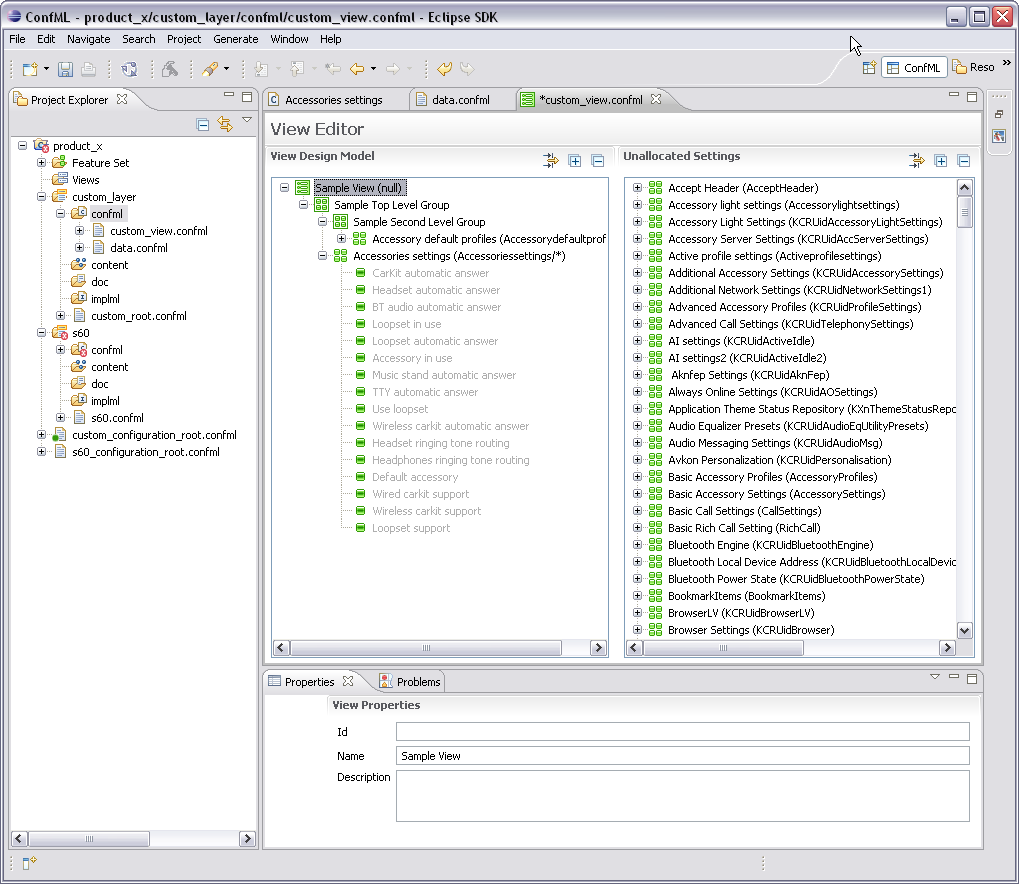 ConfML - product_x/custom_layer/confml/custom_view.confml - Eclipse SDK
File Edit Navigate Search Project Generate Window Help
ConfML Reso
Project Explorer
product_x
Feature Set
Views
custom_layer
confml
custom_view.confml
data.confml
content
doc
implml
custom_root.confml
s60
confml
content
doc
implml
s60.confml
custom_configuration_root.confml
s60_configuration_root.confml
Accessories settings data.confml *custom_view.confml
View Editor
View Design Model
Sample View (null)
Sample Top Level Group
Sample Second Level Group
Accessory default profiles (Accessorydefaultprof
Accessories settings (Accessoriessettings/*)
CarKit automatic answer
Headset automatic answer
BT audio automatic answer
Loopset in use
Loopset automatic answer
Accessory in use
Music stand automatic answer
TTY automatic answer
Use loopset
Wireless carkit automatic answer
Headset ringing tone routing
Headphones ringing tone routing
Default accessory
Wired carkit support
Wireless carkit support
Loopset support
Unallocated Settings
Accept Header (AcceptHeader)
Accessory light settings (Accessorylightsettings)
Accessory Light Settings (KCRUidAccessoryLightSettings)
Accessory Server Settings (KCRUidAccServerSettings)
Active profile settings (Activeprofilesettings)
Additional Accessory Settings (KCRUidAccessorySettings)
Additional Network Settings (KCRUidNetworkSettings1)
Advanced Accessory Profiles (KCRUidProfileSettings)
Advanced Call Settings (KCRUidTelephonySettings)
AI settings (KCRUidActiveIdle)
AI settings2 (KCRUidActiveIdle2)
Aknfep Settings (KCRUidAknFep)
Always Online Settings (KCRUidAOSettings)
Application Theme Status Repository (KXnThemeStatusRepo
Audio Equalizer Presets (KCRUidAudioEqUtilityPresets)
Audio Messaging Settings (KCRUidAudioMsg)
Avkon Personalization (KCRUidPersonalisation)
Basic Accessory Profiles (AccessoryProfiles)
Basic Accessory Settings (AccessorySettings)
Basic Call Settings (CallSettings)
Basic Rich Call Setting (RichCall)
Bluetooth Engine (KCRUidBluetoothEngine)
Bluetooth Local Device Address (KCRUidBluetoothLocalDevic
Bluetooth Power State (KCRUidBluetoothPowerState)
BookmarkItems (BookmarkItems)
BrowserLV (KCRUidBrowserLV)
Browser Settings (KCRUidBrowser)
Properties Problems
View Properties
Id
Name Sample View
Description